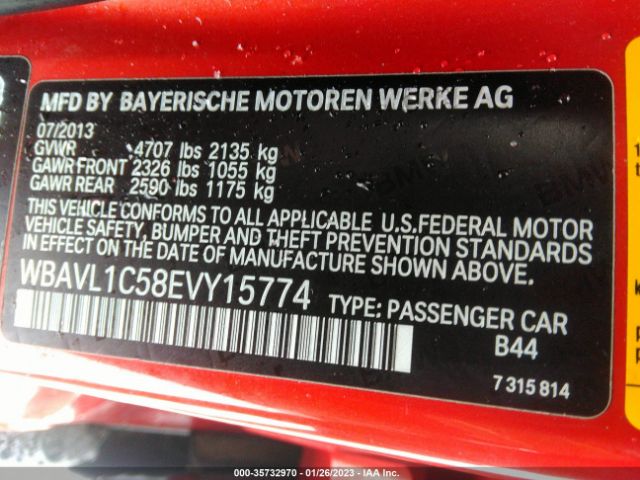 MFD BY BAYERISCHE MOTOREN WERKE AG
07/2013
GVWR 4707 lbs 2135 kg
GAWR FRONT 2326 lbs 1055 kg
GAWR REAR 2590 lbs 1175 kg
THIS VEHICLE CONFORMS TO ALL APPLICABLE U.S.FEDERAL MOTOR
VEHICLE SAFETY, BUMPER AND THEFT PREVENTION STANDARDS
IN EFFECT ON THE DATE OF MANUFACTURE SHOWN ABOVE.
WBAVL1C58EVY15774 TYPE: PASSENGER CAR
B44
7 315 814
000-35732970 | 01/26/2023 | IAA Inc.